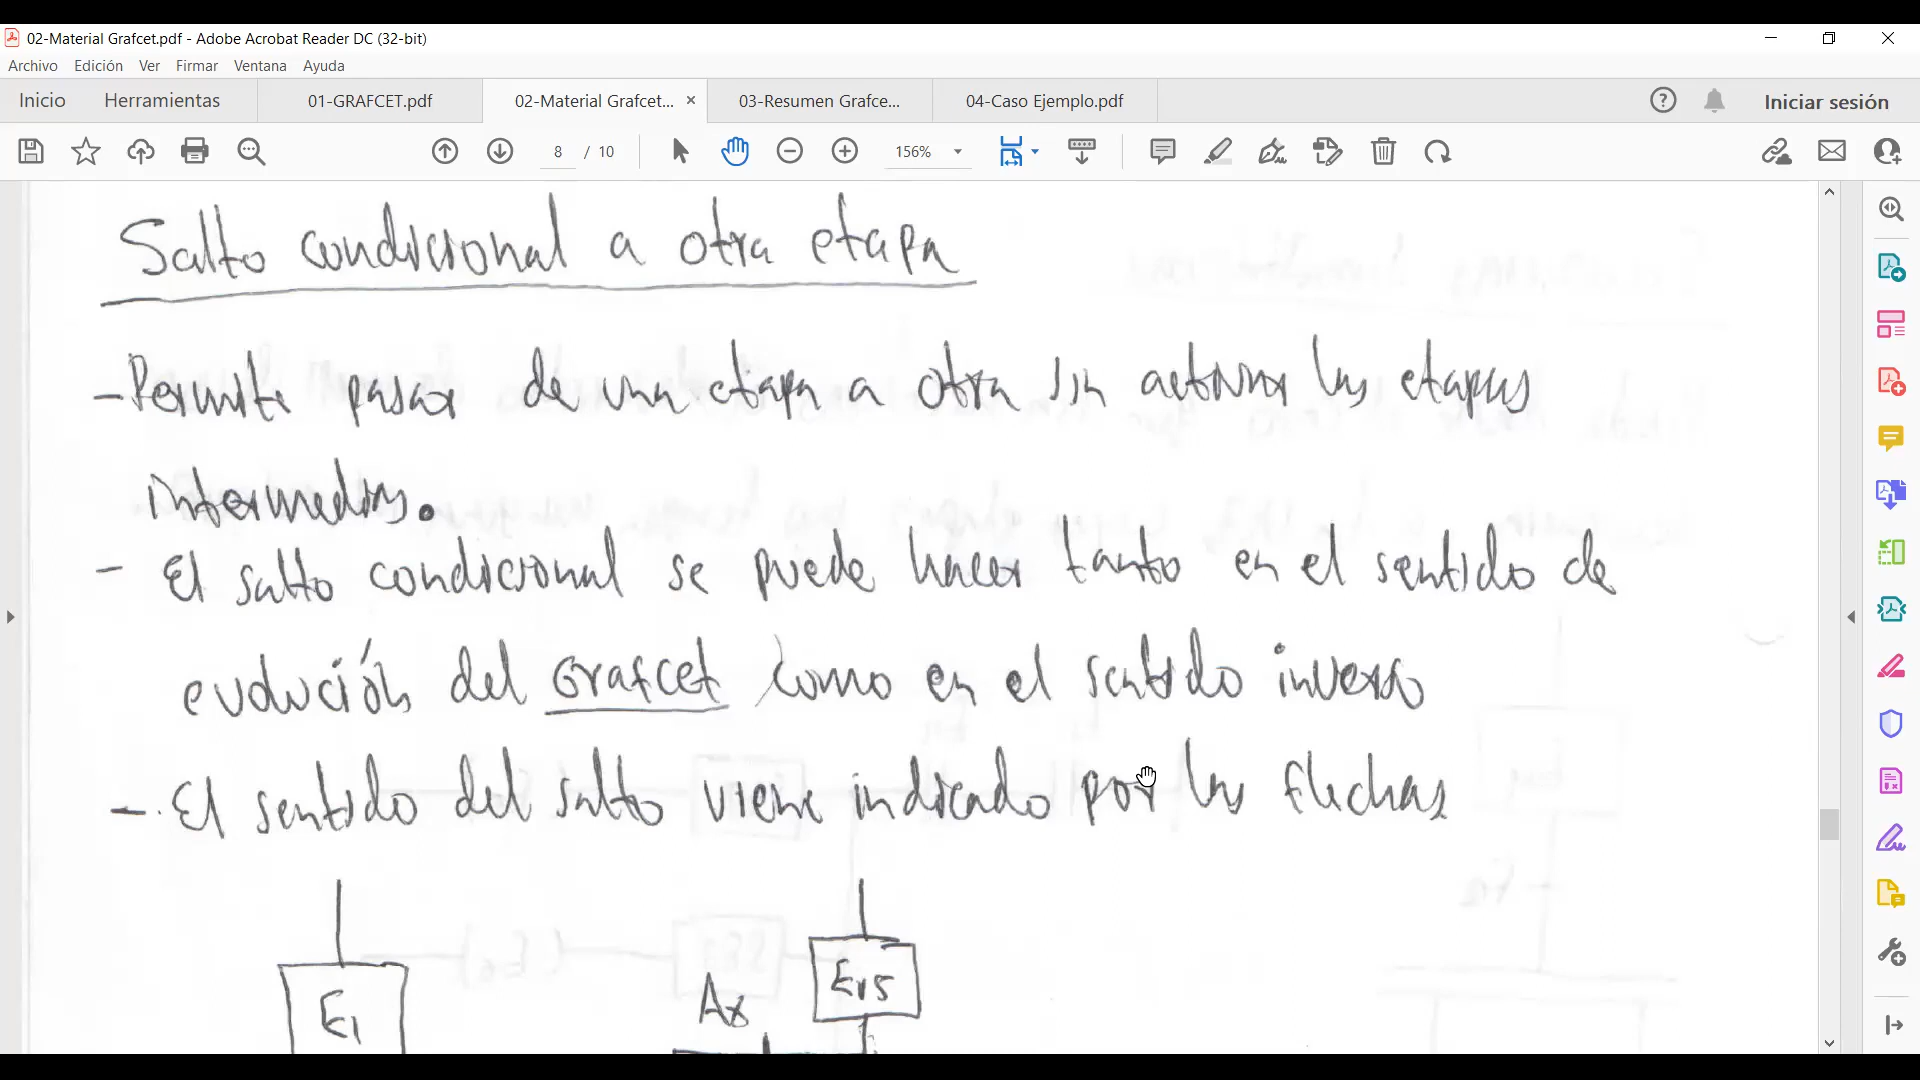 02-Material Grafcet.pdf - Adobe Acrobat Reader DC (32-bit)
Archivo Edición Ver Firmar Ventana Ayuda
Inicio Herramientas 01-GRAFCET.pdf 02-Material Grafcet... × 03-Resumen Grafce... 04-Caso Ejemplo.pdf Iniciar sesión
8 / 10 156%
Salto condicional a otra etapa
- Permite pasar de una etapa a otra sin activar las etapas
intermedias.
- El salto condicional se puede hacer tanto en el sentido de
evolución del Grafcet como en el sentido inverso
- El sentido del salto viene indicado por las flechas
E15
Ax
E1